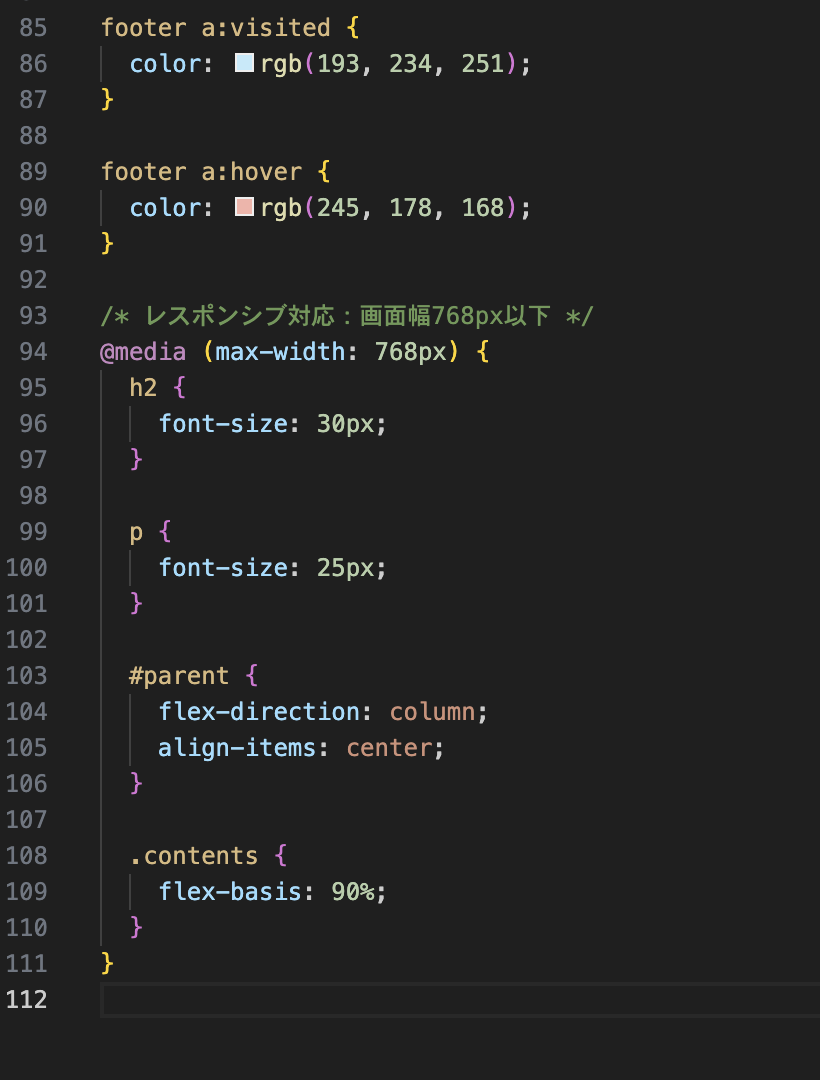 85 footer a:visited {
86   color: rgb(193, 234, 251);
87 }
88
89 footer a:hover {
90   color: rgb(245, 178, 168);
91 }
92
93 /* レスポンシブ対応：画面幅768px以下 */
94 @media (max-width: 768px) {
95   h2 {
96     font-size: 30px;
97   }
98
99   p {
100     font-size: 25px;
101   }
102
103   #parent {
104     flex-direction: column;
105     align-items: center;
106   }
107
108   .contents {
109     flex-basis: 90%;
110   }
111 }
112